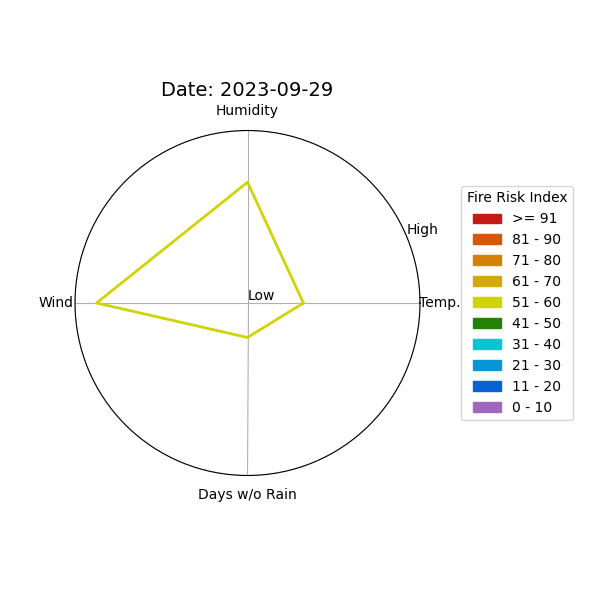 Date: 2023-09-29
Humidity
High
Low
Wind
Temp.
Days w/o Rain
Fire Risk Index
>= 91
81 - 90
71 - 80
61 - 70
51 - 60
41 - 50
31 - 40
21 - 30
11 - 20
0 - 10